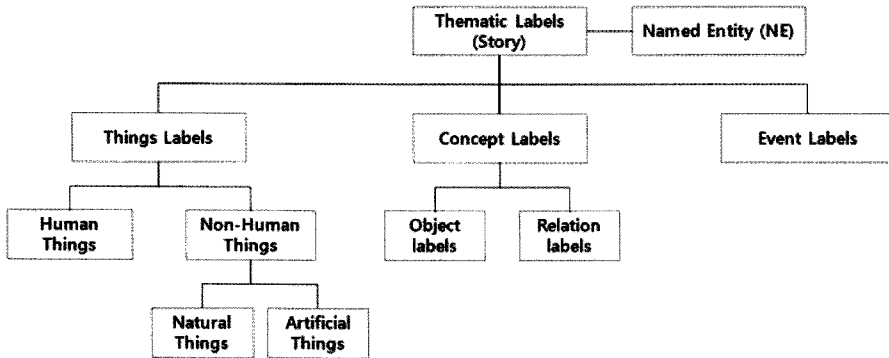 Thematic Labels
(Story)
Named Entity (NE)
Things Labels
Concept Labels
Event Labels
Human
Things
Non-Human
Things
Object
labels
Relation
labels
Natural
Things
Artificial
Things